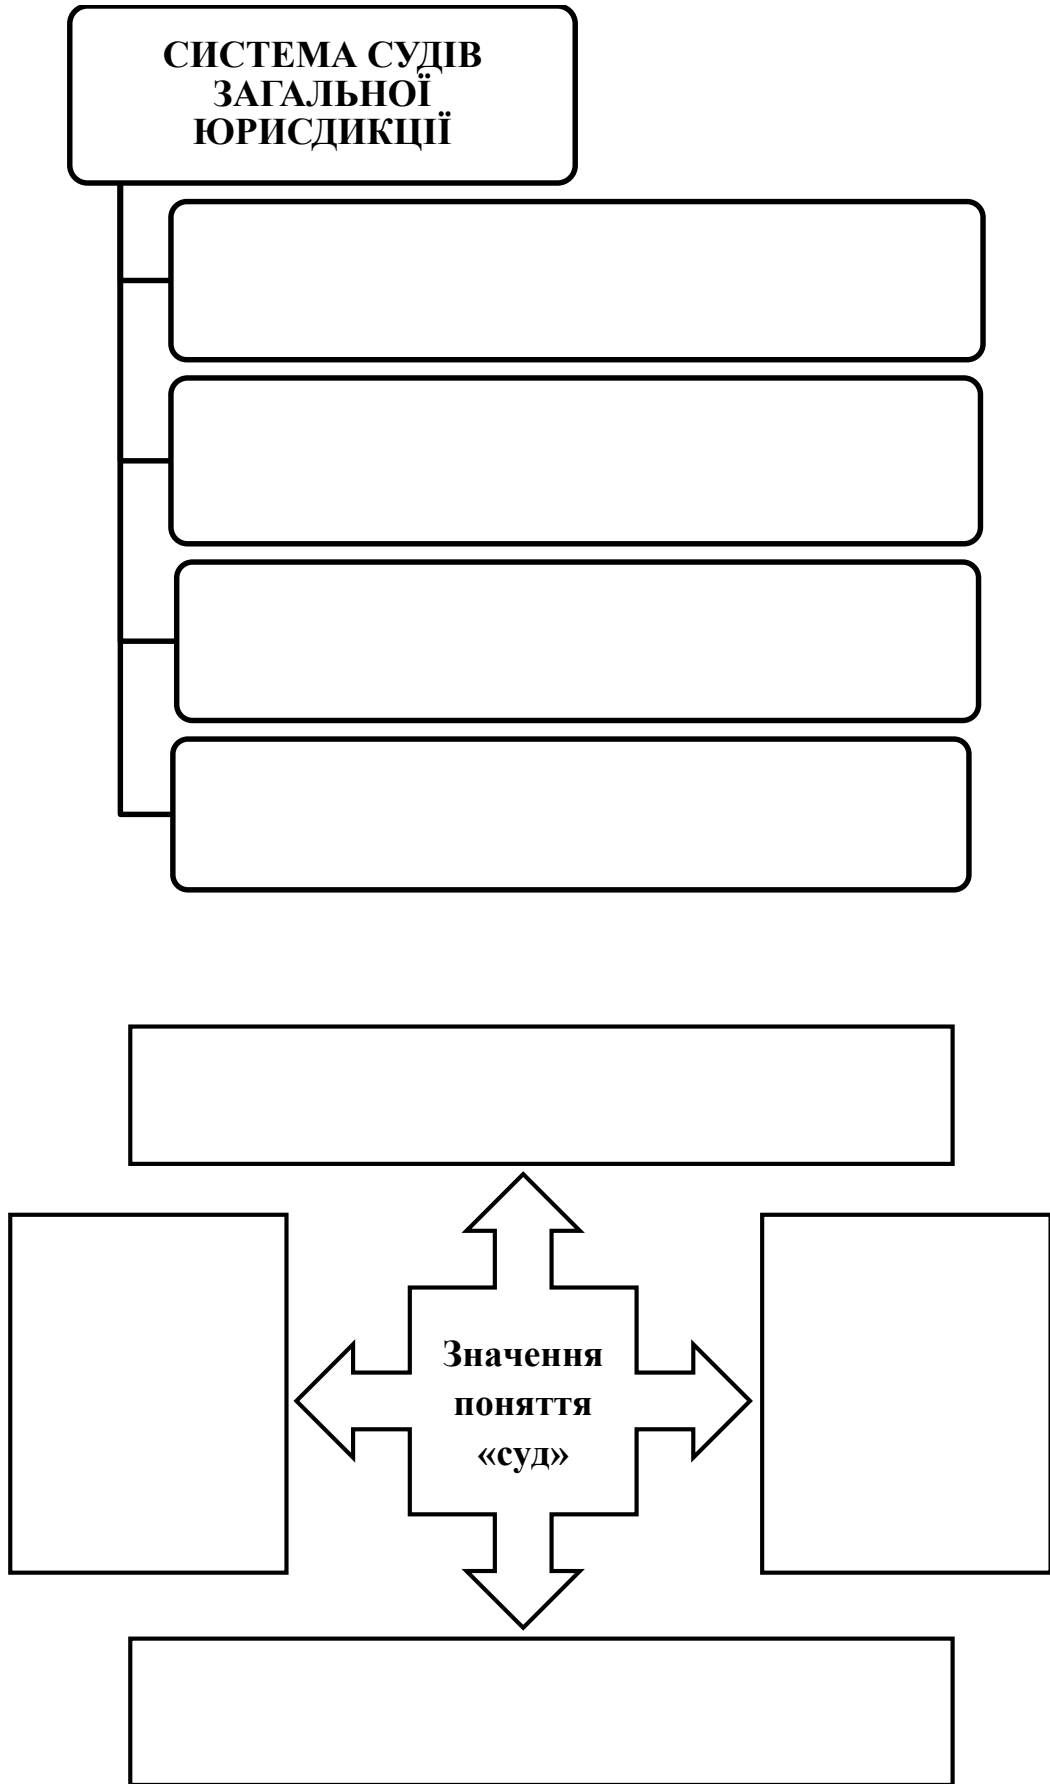 СИСТЕМА СУДІВ
ЗАГАЛЬНОЇ
ЮРИСДИКЦІЇ
Значення
поняття
«суд»